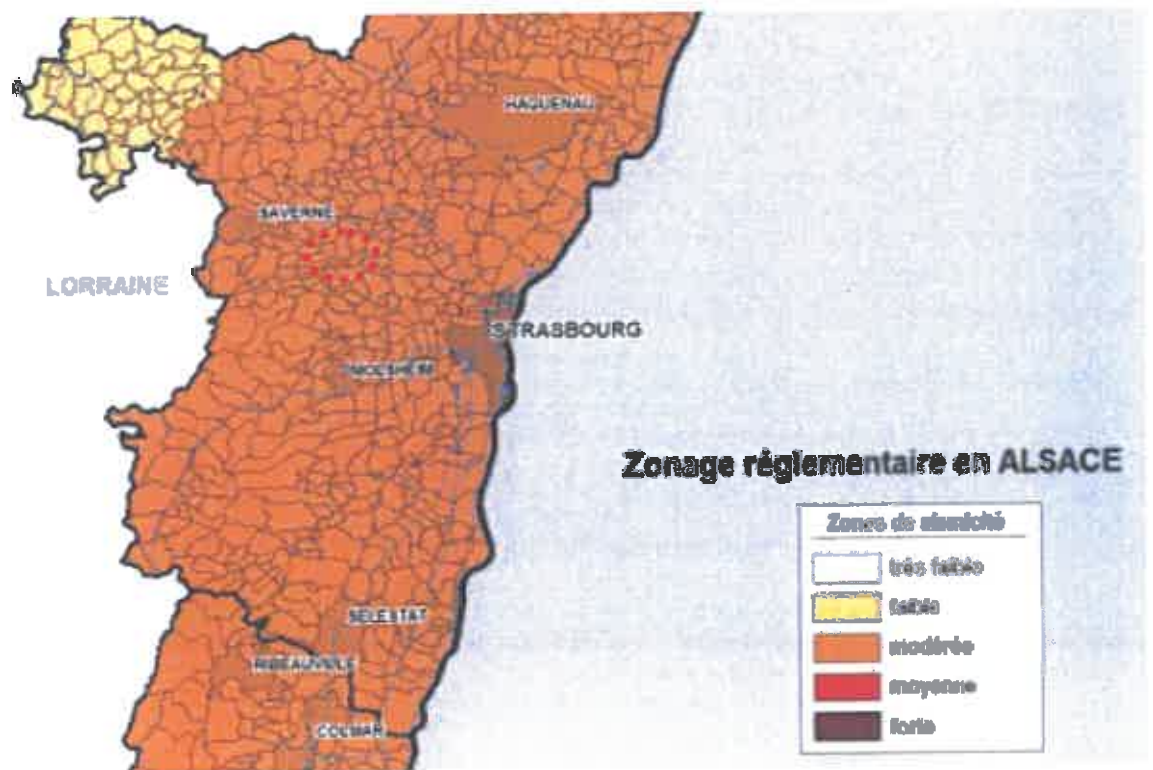 HAGUENAU
SAVERNE
LORRAINE
STRASBOURG
MOLSHEIM
Zonage réglementaire en ALSACE
Zones de sismicité
très faible
faible
modérée
moyenne
forte
SELESTAT
RIBEAUVILLE
COLMAR